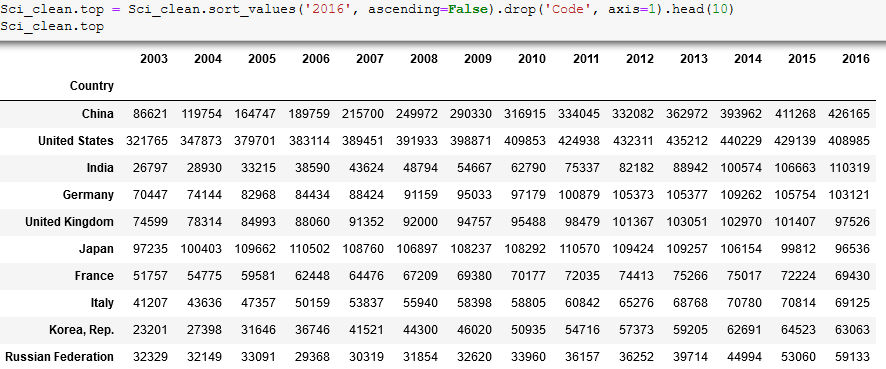 Sci_clean.top = Sci_clean.sort_values('2016', ascending=False).drop('Code', axis=1).head(10)
Sci_clean.top
2003 2004 2005 2006 2007 2008 2009 2010 2011 2012 2013 2014 2015 2016
Country
China 86621 119754 164747 189759 215700 249972 290330 316915 334045 332082 362972 393962 411268 426165
United States 321765 347873 379701 383114 389451 391933 398871 409853 424938 432311 435212 440229 429139 408985
India 26797 28930 33215 38590 43624 48794 54667 62790 75337 82182 88942 100574 106663 110319
Germany 70447 74144 82968 84434 88424 91159 95033 97179 100879 105373 105377 109262 105754 103121
United Kingdom 74599 78314 84993 88060 91352 92000 94757 95488 98479 101367 103051 102970 101407 97526
Japan 97235 100403 109662 110502 108760 106897 108237 108292 110570 109424 109257 106154 99812 96536
France 51757 54775 59581 62448 64476 67209 69380 70177 72035 74413 75266 75017 72224 69430
Italy 41207 43636 47357 50159 53837 55940 58398 58805 60842 65276 68768 70780 70814 69125
Korea, Rep. 23201 27398 31646 36746 41521 44300 46020 50935 54716 57373 59205 62691 64523 63063
Russian Federation 32329 32149 33091 29368 30319 31854 32620 33960 36157 36252 39714 44994 53060 59133